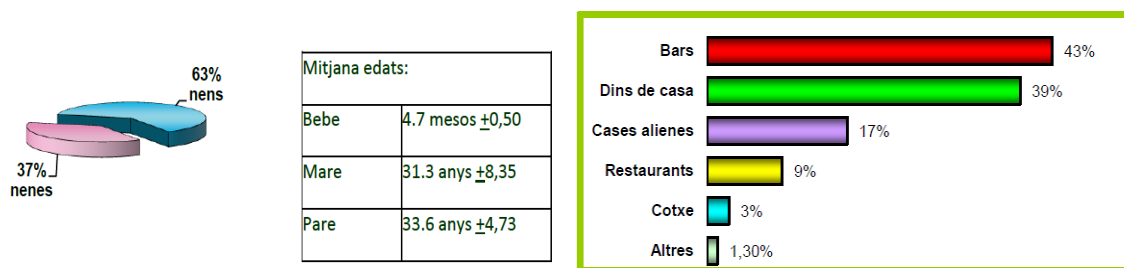 63%
nens
37%
nenes
Mitjana edats:
Bebe 4.7 mesos +0,50
Mare 31.3 anys +8,35
Pare 33.6 anys +4,73
Bars 43%
Dins de casa 39%
Cases alienes 17%
Restaurants 9%
Cotxe 3%
Altres 1,30%